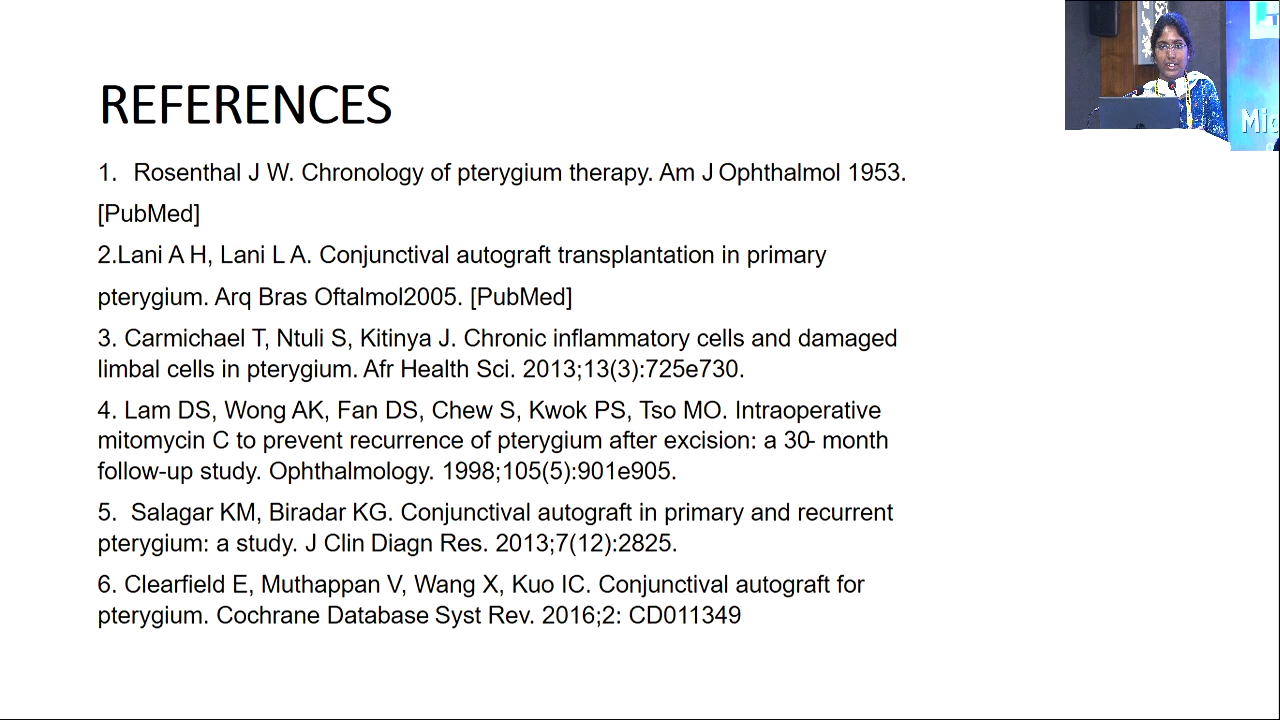 REFERENCES
1. Rosenthal J W. Chronology of pterygium therapy. Am J Ophthalmol 1953.
[PubMed]
2.Lani A H, Lani L A. Conjunctival autograft transplantation in primary
pterygium. Arq Bras Oftalmol2005. [PubMed]
3. Carmichael T, Ntuli S, Kitinya J. Chronic inflammatory cells and damaged
limbal cells in pterygium. Afr Health Sci. 2013;13(3):725e730.
4. Lam DS, Wong AK, Fan DS, Chew S, Kwok PS, Tso MO. Intraoperative
mitomycin C to prevent recurrence of pterygium after excision: a 30- month
follow-up study. Ophthalmology. 1998;105(5):901e905.
5. Salagar KM, Biradar KG. Conjunctival autograft in primary and recurrent
pterygium: a study. J Clin Diagn Res. 2013;7(12):2825.
6. Clearfield E, Muthappan V, Wang X, Kuo IC. Conjunctival autograft for
pterygium. Cochrane Database Syst Rev. 2016;2: CD011349